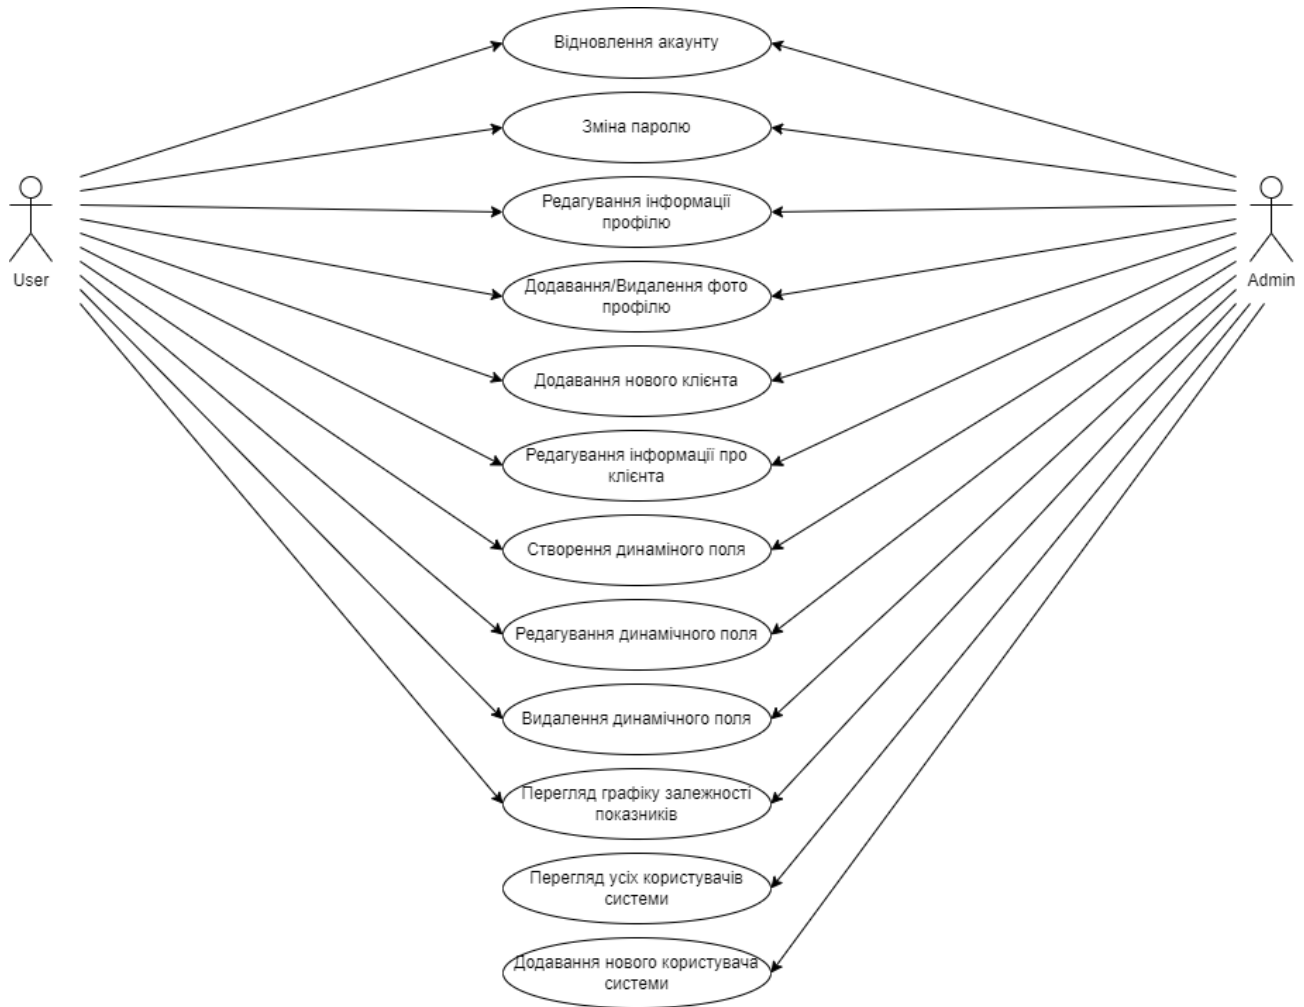 Відновлення акаунту
Зміна паролю
Редагування інформації
профілю
User
Admin
Додавання/Видалення фото
профілю
Додавання нового клієнта
Редагування інформації про
клієнта
Створення динаміного поля
Редагування динамічного поля
Видалення динамічного поля
Перегляд графіку залежності
показників
Перегляд усіх користувачів
системи
Додавання нового користувача
системи